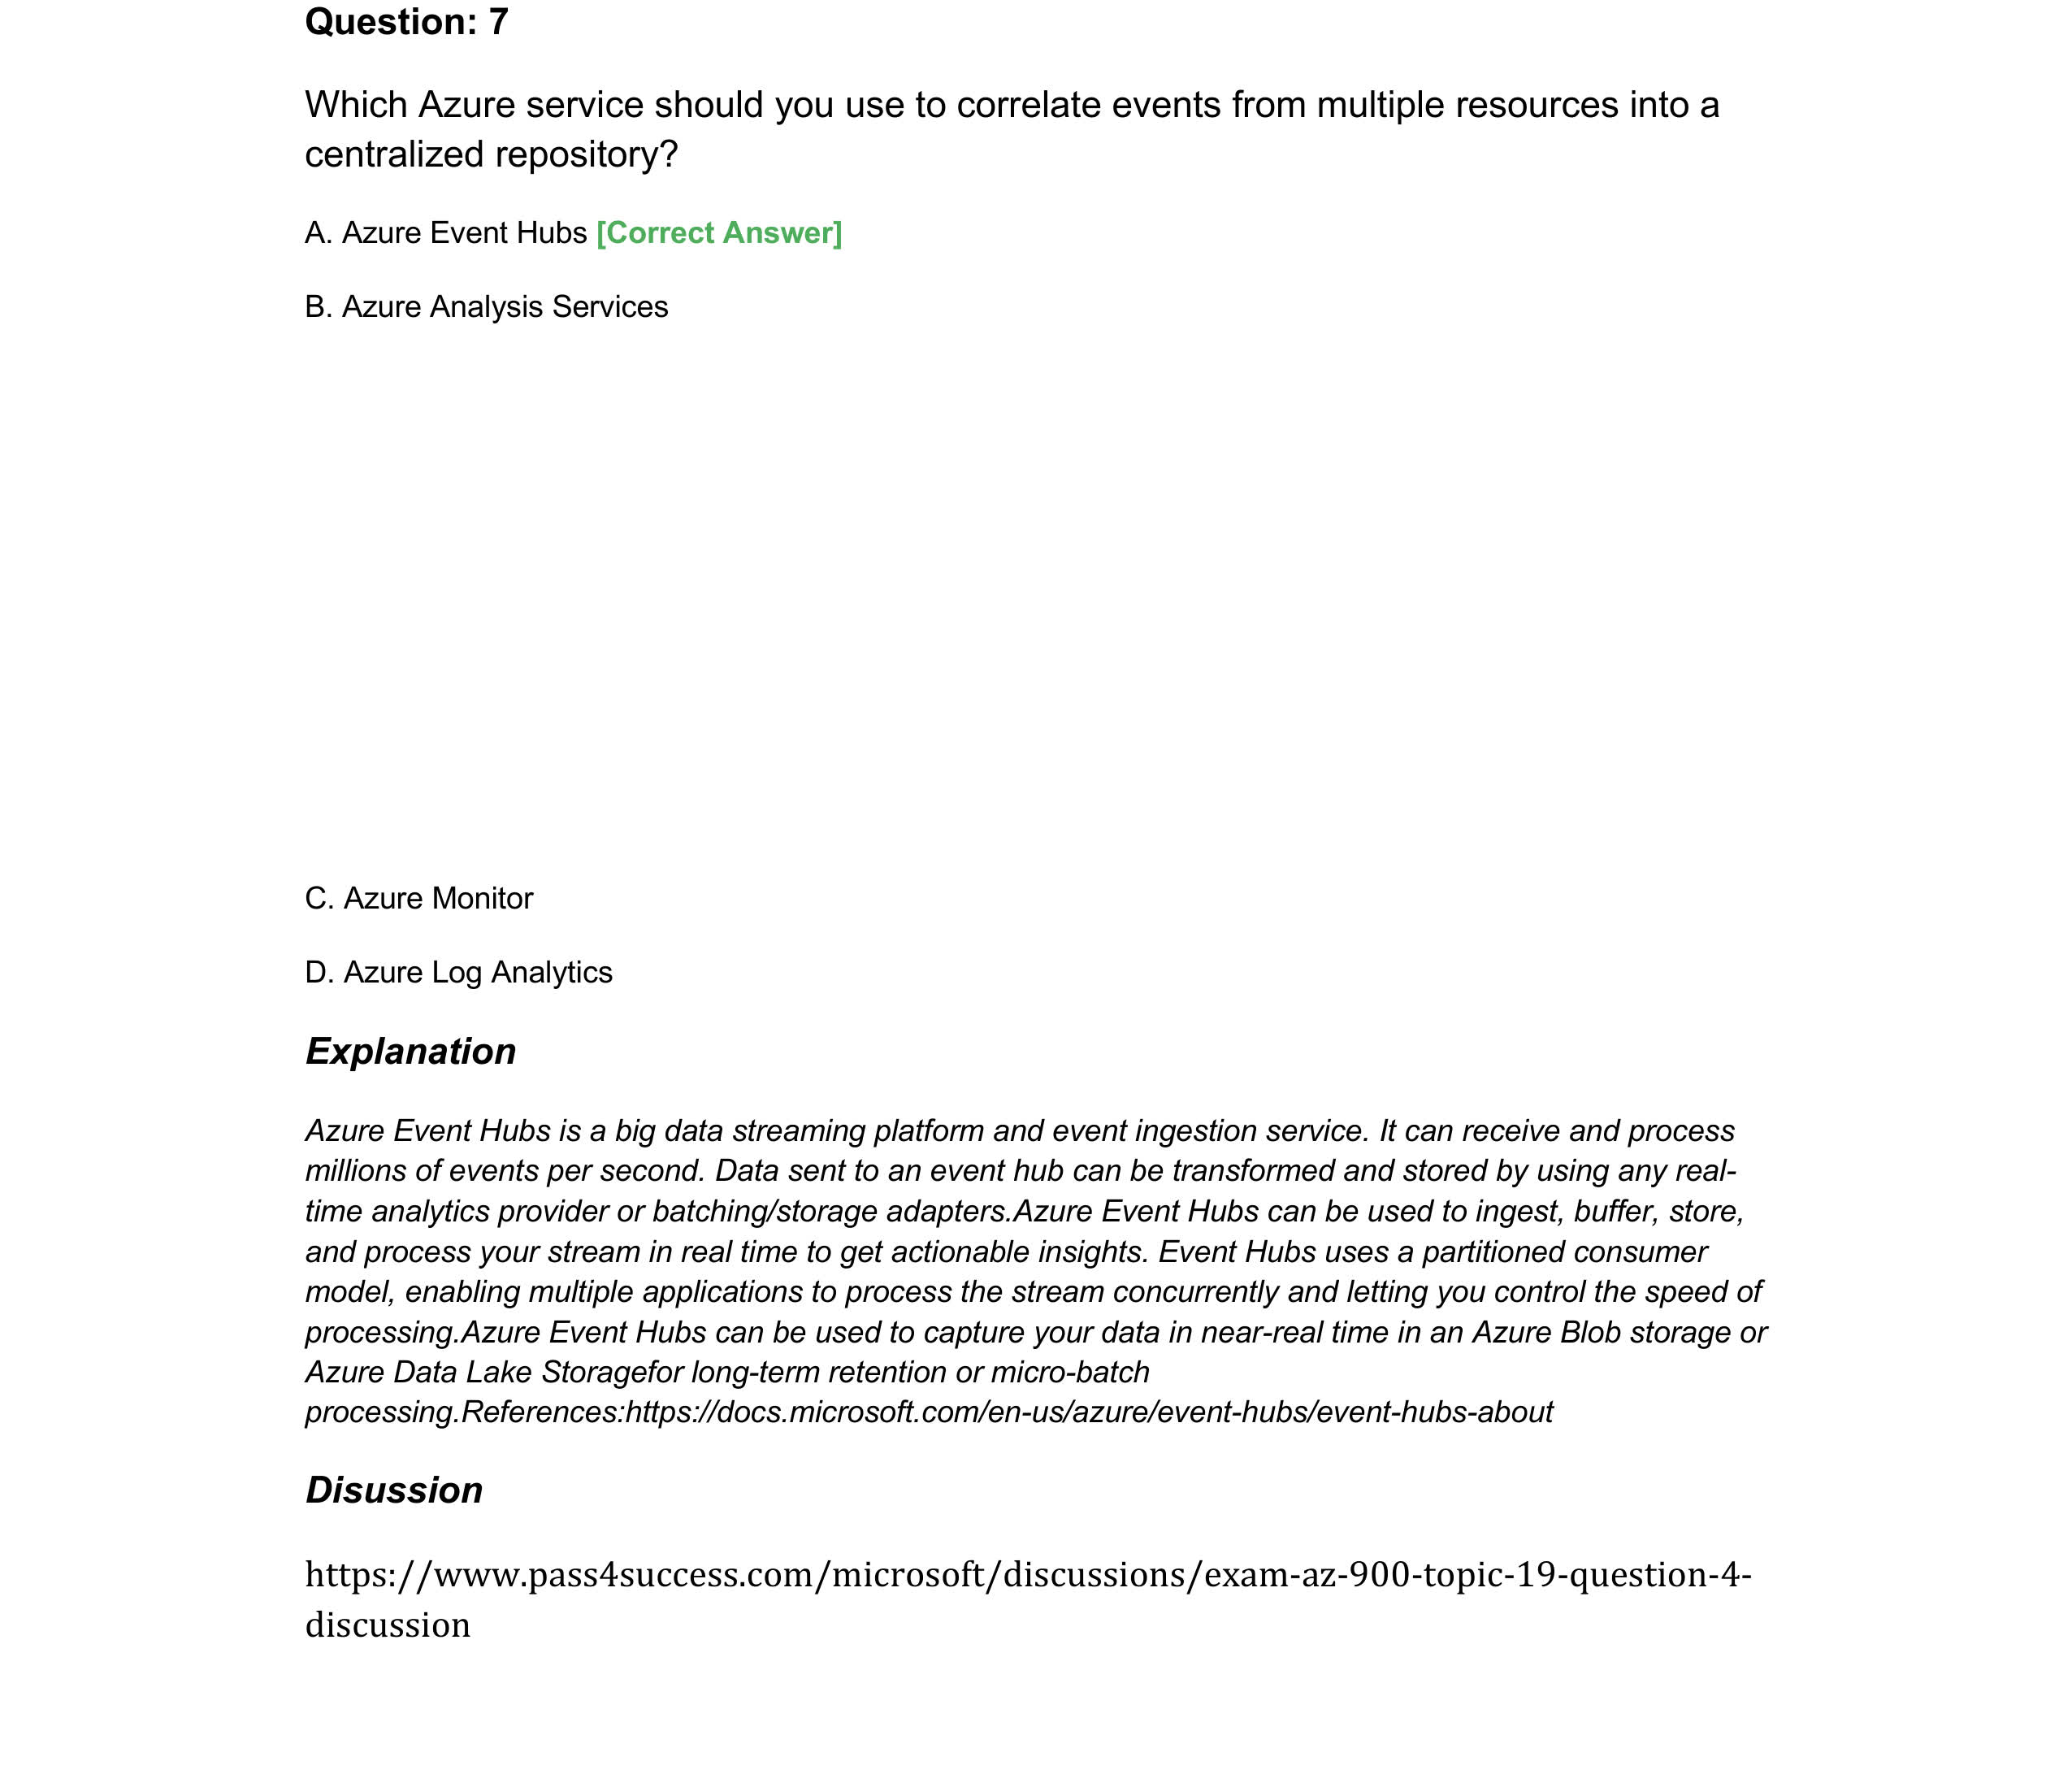 Question: 7
Which Azure service should you use to correlate events from multiple resources into a
centralized repository?
A. Azure Event Hubs [Correct Answer]
B. Azure Analysis Services
C. Azure Monitor
D. Azure Log Analytics
Explanation
Azure Event Hubs is a big data streaming platform and event ingestion service. It can receive and process
millions of events per second. Data sent to an event hub can be transformed and stored by using any real-
time analytics provider or batching/storage adapters.Azure Event Hubs can be used to ingest, buffer, store,
and process your stream in real time to get actionable insights. Event Hubs uses a partitioned consumer
model, enabling multiple applications to process the stream concurrently and letting you control the speed of
processing.Azure Event Hubs can be used to capture your data in near-real time in an Azure Blob storage or
Azure Data Lake Storagefor long-term retention or micro-batch
processing.References:https://docs.microsoft.com/en-us/azure/event-hubs/event-hubs-about
Disussion
https://www.pass4success.com/microsoft/discussions/exam-az-900-topic-19-question-4-
discussion